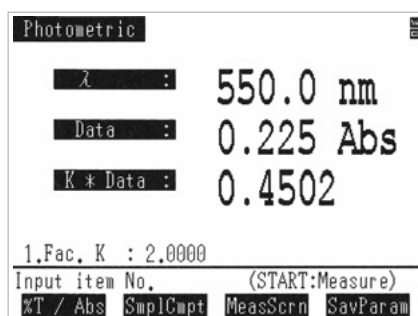 Photometric
λ : 550.0 nm
Data : 0.225 Abs
K * Data : 0.4502
1.Fac. K : 2.0000
Input item No. (START:Measure)
%T / Abs SmplCmpt MeasScrn SavParam